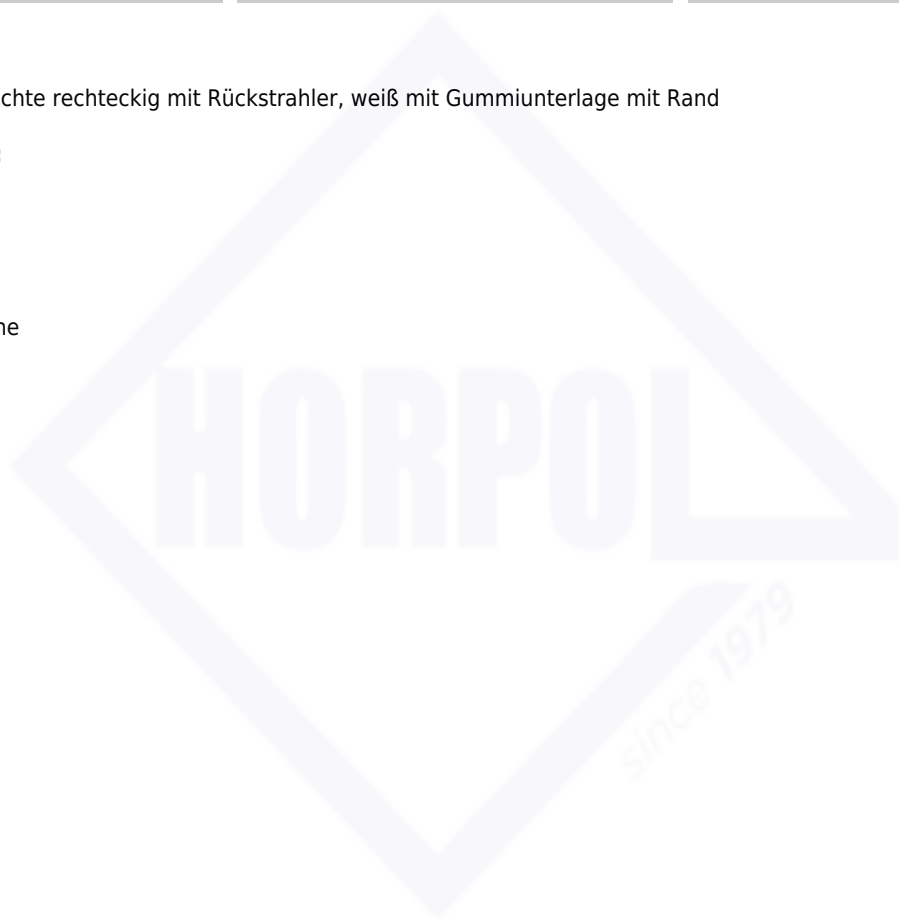 chte rechteckig mit Rückstrahler, weiß mit Gummiunterlage mit Rand
ne
HORPOL
since 1979